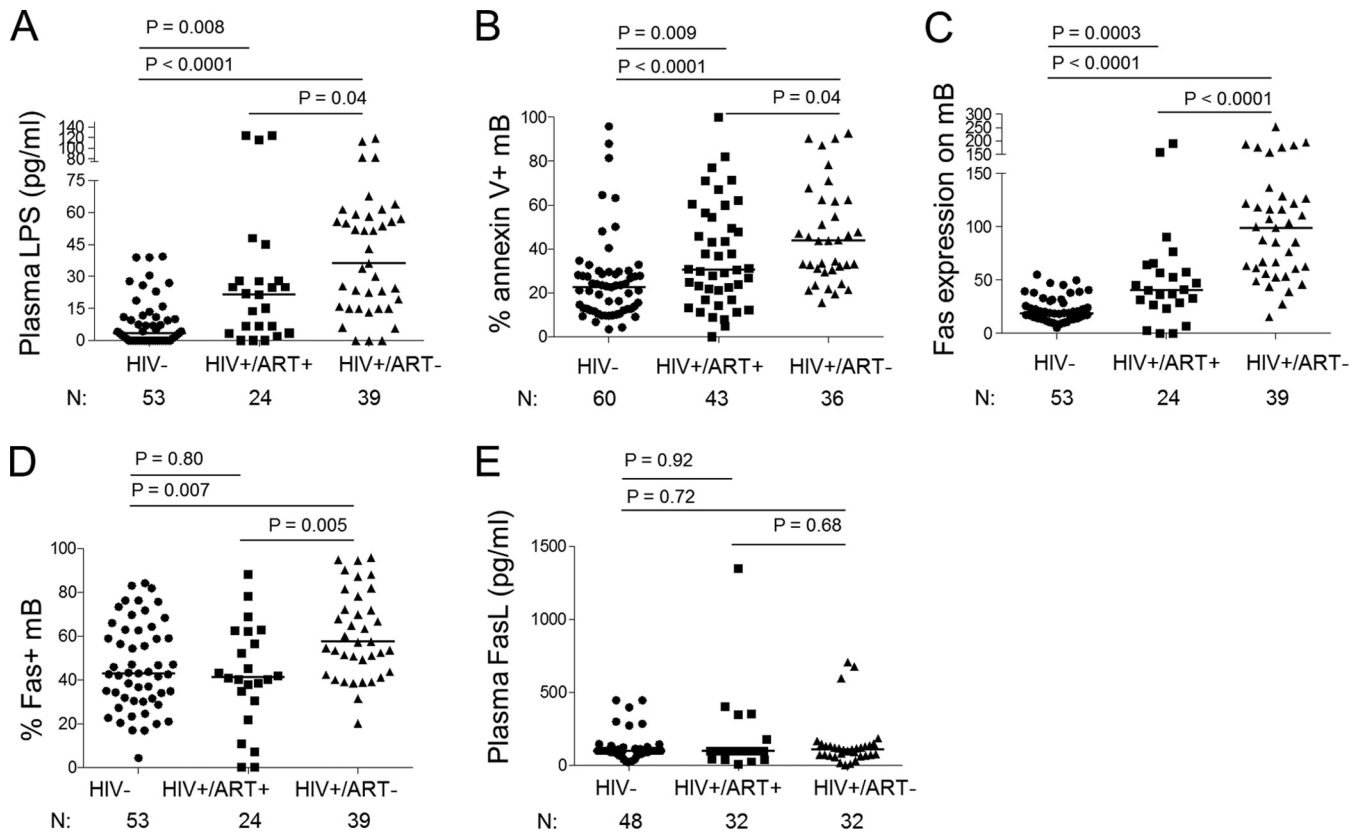 A
P = 0.008
P < 0.0001
P = 0.04
Plasma LPS (pg/ml)
140
120
100
80
75
60
45
30
15
0
HIV- HIV+/ART+ HIV+/ART-
N: 53 24 39
B
P = 0.009
P < 0.0001
P = 0.04
% annexin V+ mB
100
80
60
40
20
0
HIV- HIV+/ART+ HIV+/ART-
N: 60 43 36
C
P = 0.0003
P < 0.0001
P < 0.0001
Fas expression on mB
300
250
200
150
150
100
50
0
HIV- HIV+/ART+ HIV+/ART-
N: 53 24 39
D
P = 0.80
P = 0.007
P = 0.005
% Fas+ mB
100
80
60
40
20
0
HIV- HIV+/ART+ HIV+/ART-
N: 53 24 39
E
P = 0.92
P = 0.72
P = 0.68
Plasma FasL (pg/ml)
1500
1000
500
0
HIV- HIV+/ART+ HIV+/ART-
N: 48 32 32